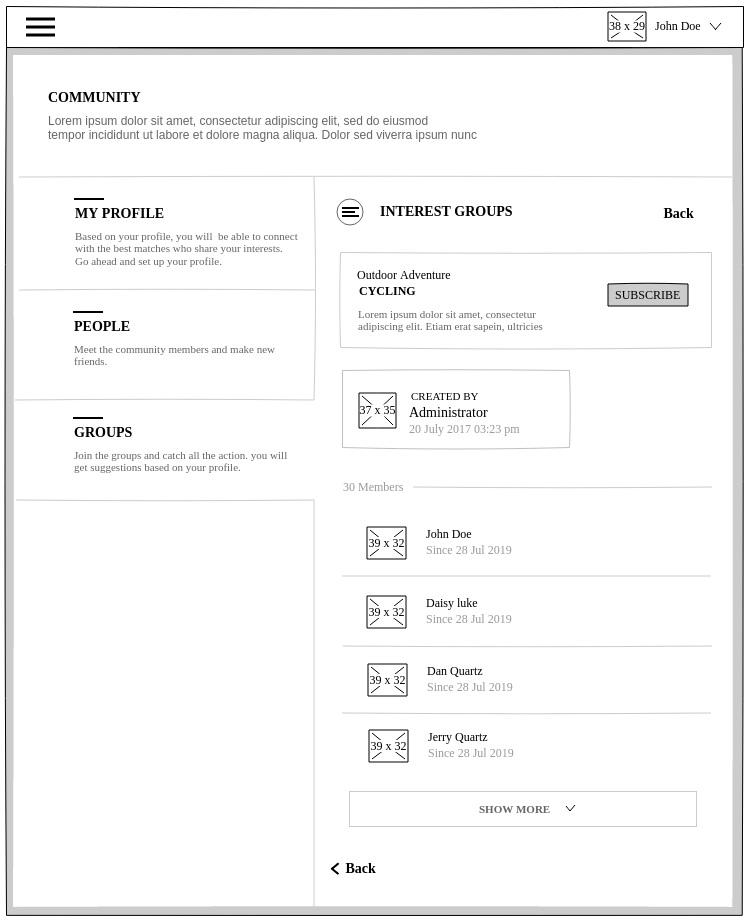 38 x 29 John Doe
COMMUNITY
Lorem ipsum dolor sit amet, consectetur adipiscing elit, sed do eiusmod
tempor incididunt ut labore et dolore magna aliqua. Dolor sed viverra ipsum nunc
MY PROFILE
Based on your profile, you will be able to connect
with the best matches who share your interests.
Go ahead and set up your profile.
PEOPLE
Meet the community members and make new
friends.
GROUPS
Join the groups and catch all the action. you will
get suggestions based on your profile.
INTEREST GROUPS
Back
Outdoor Adventure
CYCLING
Lorem ipsum dolor sit amet, consectetur
adipiscing elit. Etiam erat sapein, ultricies
SUBSCRIBE
37 x 35
CREATED BY
Administrator
20 July 2017 03:23 pm
30 Members
39 x 32
John Doe
Since 28 Jul 2019
39 x 32
Daisy luke
Since 28 Jul 2019
39 x 32
Dan Quartz
Since 28 Jul 2019
39 x 32
Jerry Quartz
Since 28 Jul 2019
SHOW MORE
Back